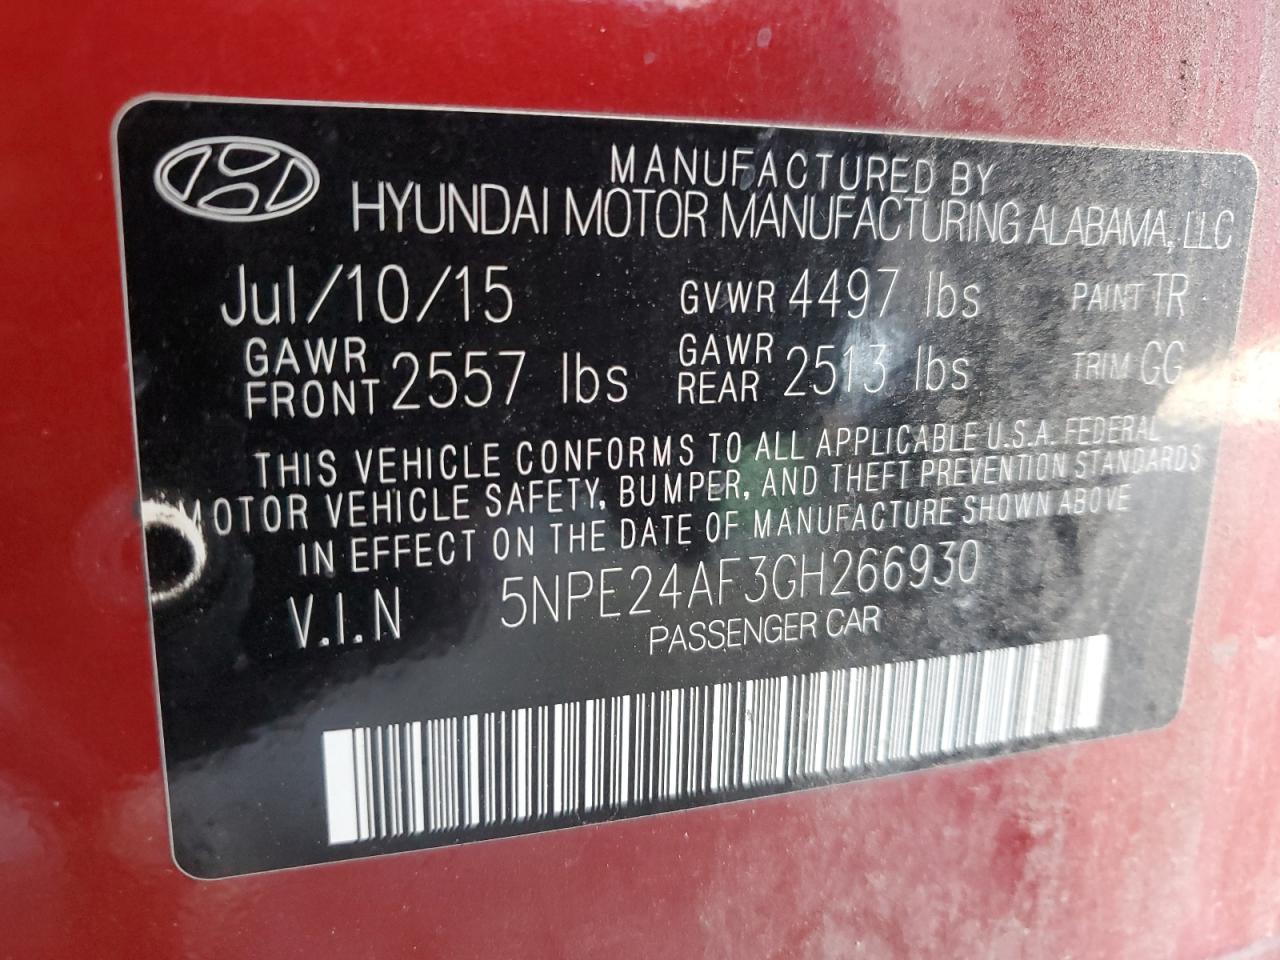 MANUFACTURED BY
HYUNDAI MOTOR MANUFACTURING ALABAMA, LLC
Jul/10/15 GVWR 4497 lbs PAINT TR
GAWR FRONT 2557 lbs GAWR REAR 2513 lbs TRIM GG
THIS VEHICLE CONFORMS TO ALL APPLICABLE U.S.A. FEDERAL
MOTOR VEHICLE SAFETY, BUMPER, AND THEFT PREVENTION STANDARDS
IN EFFECT ON THE DATE OF MANUFACTURE SHOWN ABOVE
V.I.N 5NPE24AF3GH266930
PASSENGER CAR